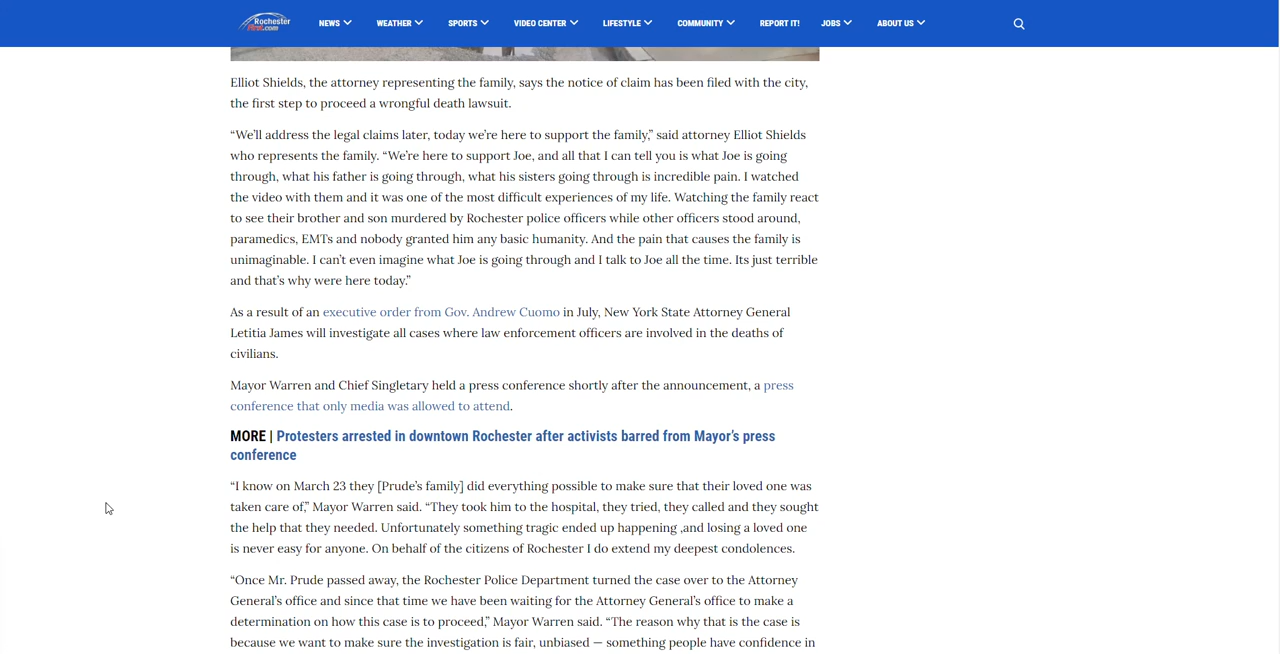 Rochester
First.com
NEWS
WEATHER
SPORTS
VIDEO CENTER
LIFESTYLE
COMMUNITY
REPORT IT!
JOBS
ABOUT US
Elliot Shields, the attorney representing the family, says the notice of claim has been filed with the city,
the first step to proceed a wrongful death lawsuit.
“We’ll address the legal claims later, today we’re here to support the family,” said attorney Elliot Shields
who represents the family. “We’re here to support Joe, and all that I can tell you is what Joe is going
through, what his father is going through, what his sisters going through is incredible pain. I watched
the video with them and it was one of the most difficult experiences of my life. Watching the family react
to see their brother and son murdered by Rochester police officers while other officers stood around,
paramedics, EMTs and nobody granted him any basic humanity. And the pain that causes the family is
unimaginable. I can’t even imagine what Joe is going through and I talk to Joe all the time. Its just terrible
and that’s why were here today.”
As a result of an executive order from Gov. Andrew Cuomo in July, New York State Attorney General
Letitia James will investigate all cases where law enforcement officers are involved in the deaths of
civilians.
Mayor Warren and Chief Singletary held a press conference shortly after the announcement, a press
conference that only media was allowed to attend.
MORE | Protesters arrested in downtown Rochester after activists barred from Mayor’s press
conference
“I know on March 23 they [Prude’s family] did everything possible to make sure that their loved one was
taken care of,” Mayor Warren said. “They took him to the hospital, they tried, they called and they sought
the help that they needed. Unfortunately something tragic ended up happening ,and losing a loved one
is never easy for anyone. On behalf of the citizens of Rochester I do extend my deepest condolences.
“Once Mr. Prude passed away, the Rochester Police Department turned the case over to the Attorney
General’s office and since that time we have been waiting for the Attorney General’s office to make a
determination on how this case is to proceed,” Mayor Warren said. “The reason why that is the case is
because we want to make sure the investigation is fair, unbiased — something people have confidence in